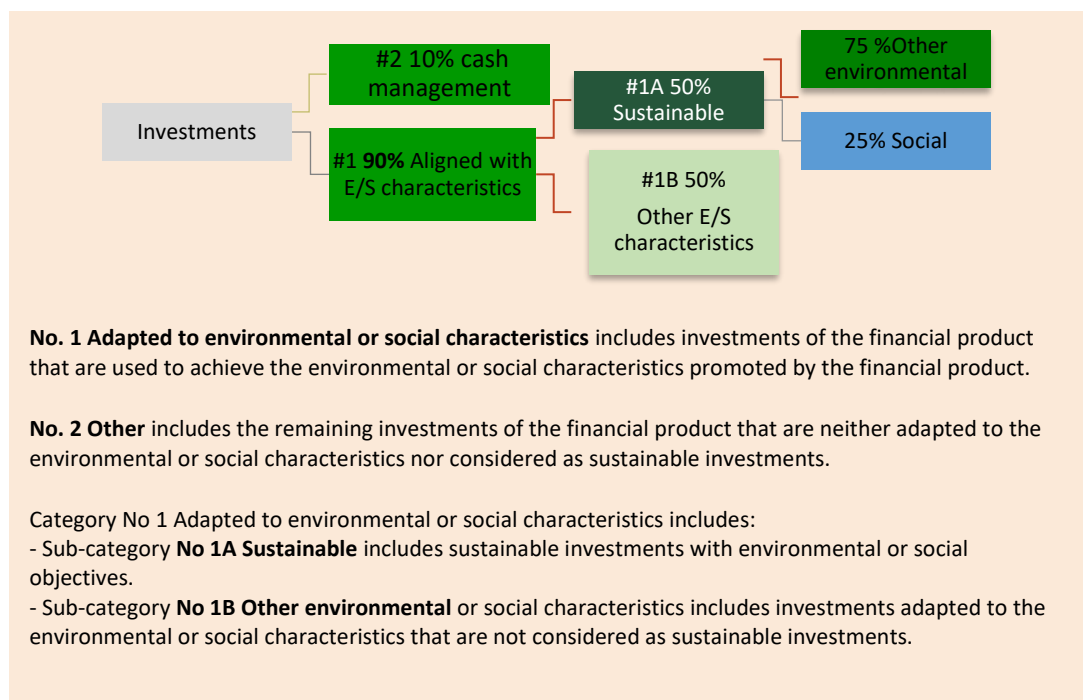 #2 10% cash
management
75 %Other
environmental
#1A 50%
Sustainable
Investments
25% Social
#1 90% Aligned with
E/S characteristics
#1B 50%
Other E/S
characteristics
No. 1 Adapted to environmental or social characteristics includes investments of the financial product
that are used to achieve the environmental or social characteristics promoted by the financial product.
No. 2 Other includes the remaining investments of the financial product that are neither adapted to the
environmental or social characteristics nor considered as sustainable investments.
Category No 1 Adapted to environmental or social characteristics includes:
- Sub-category No 1A Sustainable includes sustainable investments with environmental or social
objectives.
- Sub-category No 1B Other environmental or social characteristics includes investments adapted to the
environmental or social characteristics that are not considered as sustainable investments.